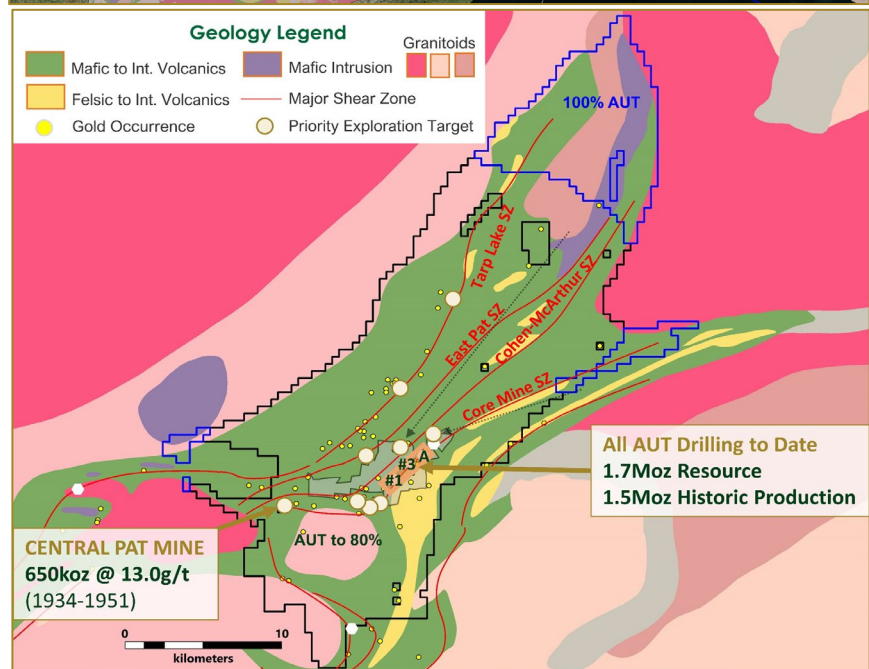 Geology Legend
Mafic to Int. Volcanics
Mafic Intrusion
Granitoids
Felsic to Int. Volcanics
Major Shear Zone
Gold Occurrence
Priority Exploration Target
100% AUT
Tarp Lake SZ
East Pat SZ
Cohen-McArthur SZ
Core Mine SZ
A
#3
#1
All AUT Drilling to Date
1.7Moz Resource
1.5Moz Historic Production
CENTRAL PAT MINE
650koz @ 13.0g/t
(1934-1951)
AUT to 80%
0 10
kilometers